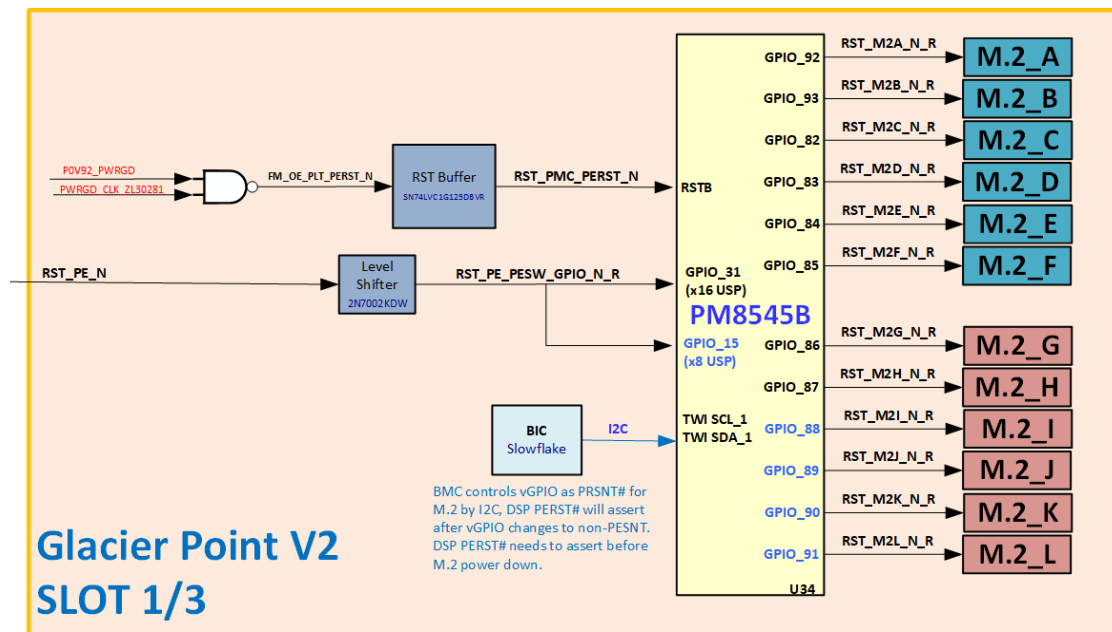 GPIO_92
RST_M2A_N_R
M.2_A
GPIO_93
RST_M2B_N_R
M.2_B
GPIO_82
RST_M2C_N_R
M.2_C
P0V92_PWRGD
PWRGD_CLK_ZL30281
FM_OE_PLT_PERST_N
RST Buffer
SN74LVC1G125DBVR
RST_PMC_PERST_N
RSTB
GPIO_83
RST_M2D_N_R
M.2_D
GPIO_84
RST_M2E_N_R
M.2_E
GPIO_85
RST_M2F_N_R
M.2_F
RST_PE_N
Level
Shifter
2N7002KDW
RST_PE_PESW_GPIO_N_R
GPIO_31
(x16 USP)
PM8545B
GPIO_15
(x8 USP)
GPIO_86
RST_M2G_N_R
M.2_G
GPIO_87
RST_M2H_N_R
M.2_H
BIC
Slowflake
I2C
TWI SCL_1
TWI SDA_1
GPIO_88
RST_M2I_N_R
M.2_I
GPIO_89
RST_M2J_N_R
M.2_J
GPIO_90
RST_M2K_N_R
M.2_K
GPIO_91
RST_M2L_N_R
M.2_L
U34
BMC controls vGPIO as PRSNT# for
M.2 by I2C, DSP PERST# will assert
after vGPIO changes to non-PESNT.
DSP PERST# needs to assert before
M.2 power down.
Glacier Point V2
SLOT 1/3